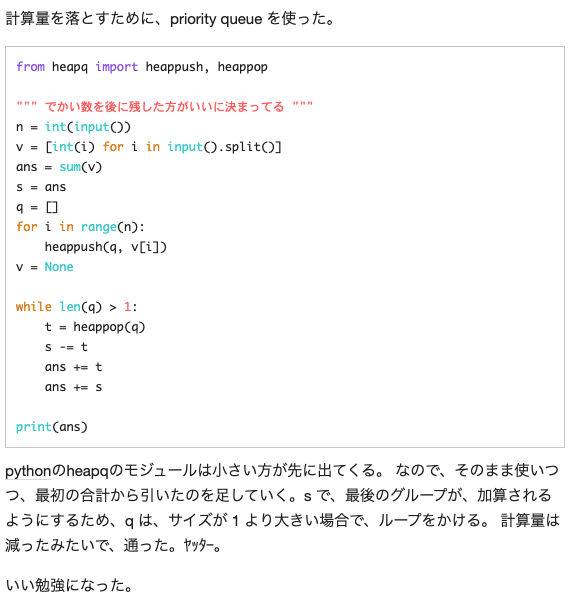 計算量を落とすために、priority queue を使った。
from heapq import heappush, heappop
""" でかい数を後に残した方がいいに決まってる """
n = int(input())
v = [int(i) for i in input().split()]
ans = sum(v)
s = ans
q = []
for i in range(n):
    heappush(q, v[i])
v = None
while len(q) > 1:
    t = heappop(q)
    s -= t
    ans += t
    ans += s
print(ans)
pythonのheapqのモジュールは小さい方が先に出てくる。 なので、そのまま使いつ
つ、最初の合計から引いたのを足していく。s で、最後のグループが、加算される
ようにするため、q は、サイズが 1 より大きい場合で、ループをかける。 計算量は
減ったみたいで、通った。ﾔｯﾀｰ。
いい勉強になった。